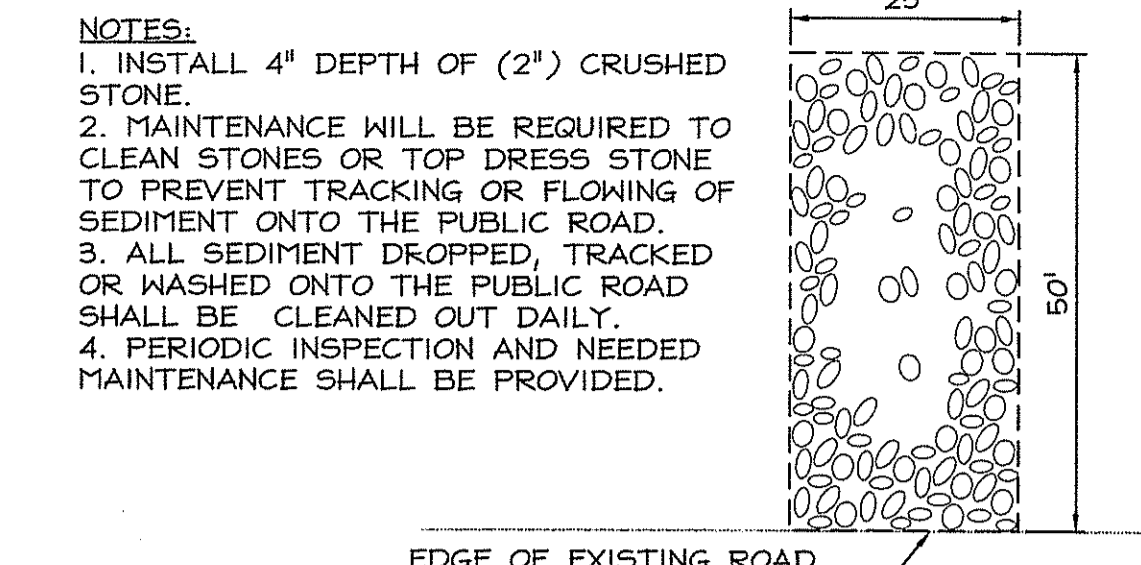 25'
NOTES:
1. INSTALL 4" DEPTH OF (2") CRUSHED
STONE.
2. MAINTENANCE WILL BE REQUIRED TO
CLEAN STONES OR TOP DRESS STONE
TO PREVENT TRACKING OR FLOWING OF
SEDIMENT ONTO THE PUBLIC ROAD.
3. ALL SEDIMENT DROPPED, TRACKED
OR WASHED ONTO THE PUBLIC ROAD
SHALL BE CLEANED OUT DAILY.
4. PERIODIC INSPECTION AND NEEDED
MAINTENANCE SHALL BE PROVIDED.
50'
EDGE OF EXISTING ROAD